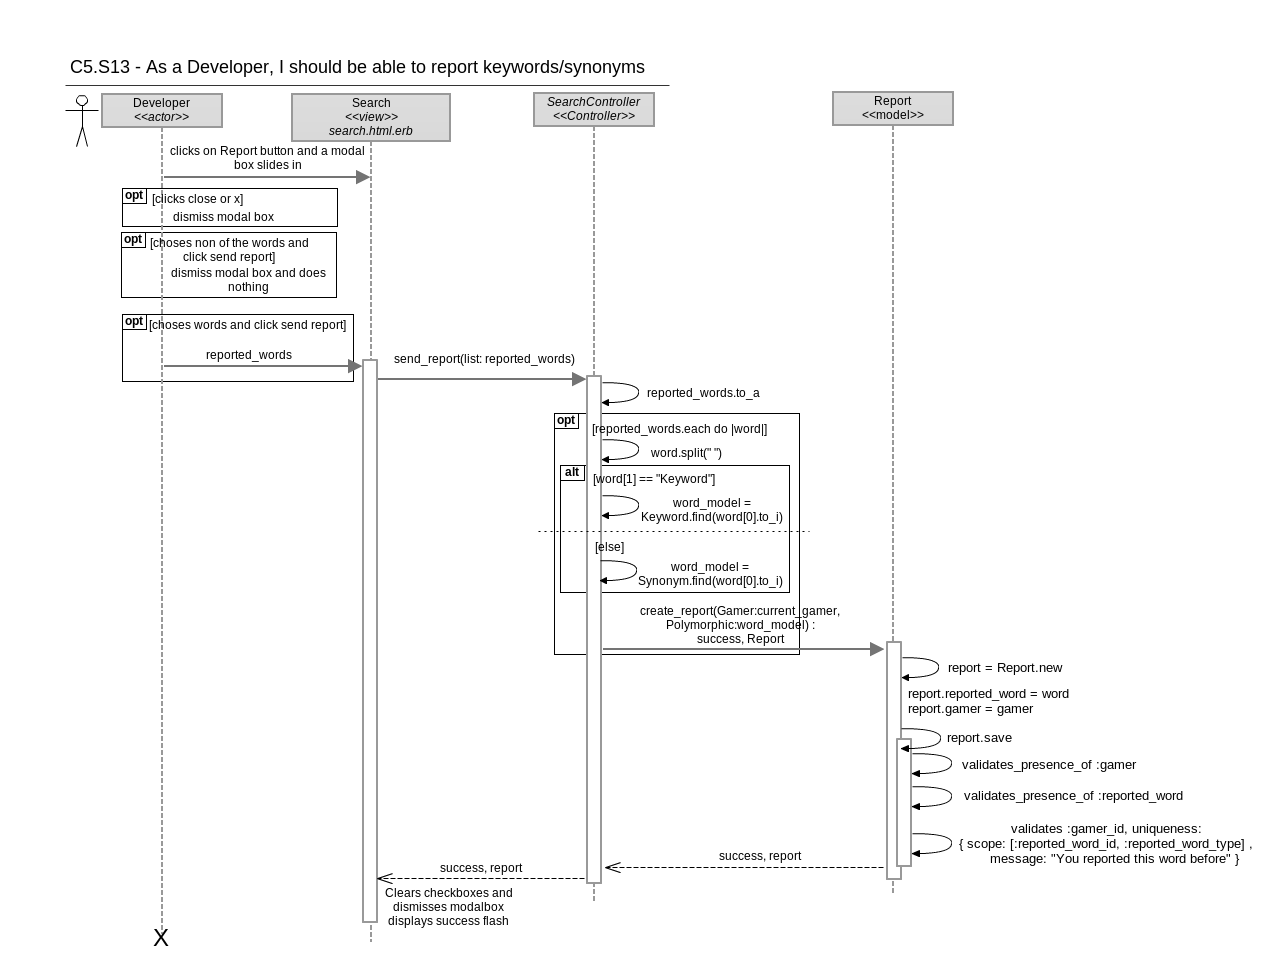 C5.S13 - As a Developer, I should be able to report keywords/synonyms
Developer
<<actor>>
Search
<<view>>
search.html.erb
SearchController
<<Controller>>
Report
<<model>>
clicks on Report button and a modal
box slides in
opt
[clicks close or x]
dismiss modal box
opt
[choses non of the words and
click send report]
dismiss modal box and does
nothing
opt
[choses words and click send report]
reported_words
send_report(list: reported_words)
reported_words.to_a
opt
[reported_words.each do |word|]
word.split(" ")
alt
[word[1] == "Keyword"]
word_model =
Keyword.find(word[0].to_i)
[else]
word_model =
Synonym.find(word[0].to_i)
create_report(Gamer:current_gamer,
Polymorphic:word_model) :
success, Report
report = Report.new
report.reported_word = word
report.gamer = gamer
report.save
validates_presence_of :gamer
validates_presence_of :reported_word
validates :gamer_id, uniqueness:
{ scope: [:reported_word_id, :reported_word_type] ,
message: "You reported this word before" }
success, report
success, report
Clears checkboxes and
dismisses modalbox
displays success flash
X